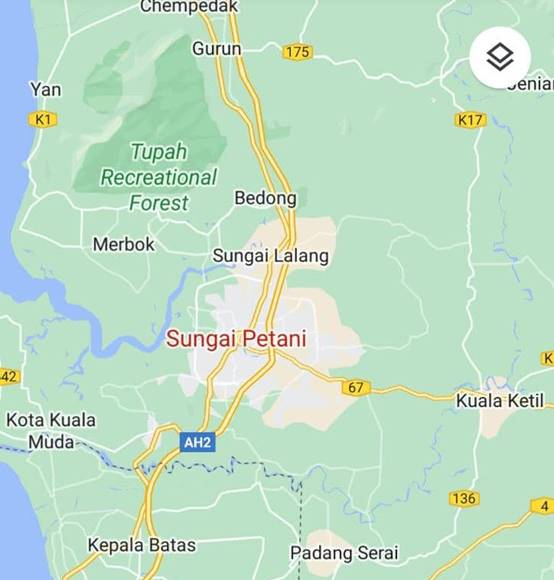 Chempedak
Gurun
175
Yan
K1
K17
Tupah
Recreational
Forest
Bedong
Merbok
Sungai Lalang
Sungai Petani
42
67
Kuala Ketil
Kota Kuala
Muda
AH2
136
4
Kepala Batas
Padang Serai